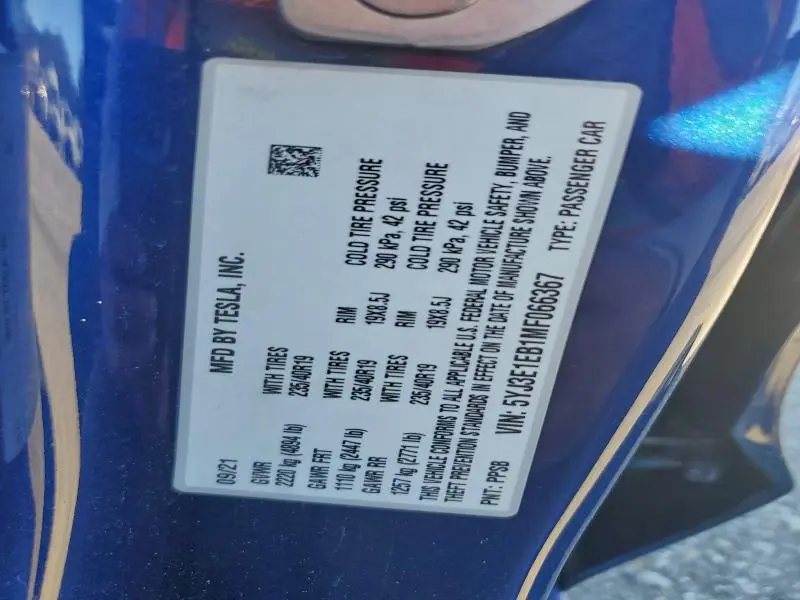 09/21 MFD BY TESLA, INC.
GVWR WITH TIRES RIM COLD TIRE PRESSURE
2220 kg (4894 lb) 235/40R19 19X8.5J 290 kPa, 42 psi
GAWR FRT WITH TIRES RIM COLD TIRE PRESSURE
1110 kg (2447 lb) 235/40R19 19X8.5J 290 kPa, 42 psi
GAWR RR
1257 kg (2771 lb)
THIS VEHICLE CONFORMS TO ALL APPLICABLE U.S. FEDERAL MOTOR VEHICLE SAFETY, BUMPER, AND
THEFT PREVENTION STANDARDS IN EFFECT ON THE DATE OF MANUFACTURE SHOWN ABOVE.
PNT: PPSB VIN: 5YJ3E1EB1MF066367 TYPE: PASSENGER CAR